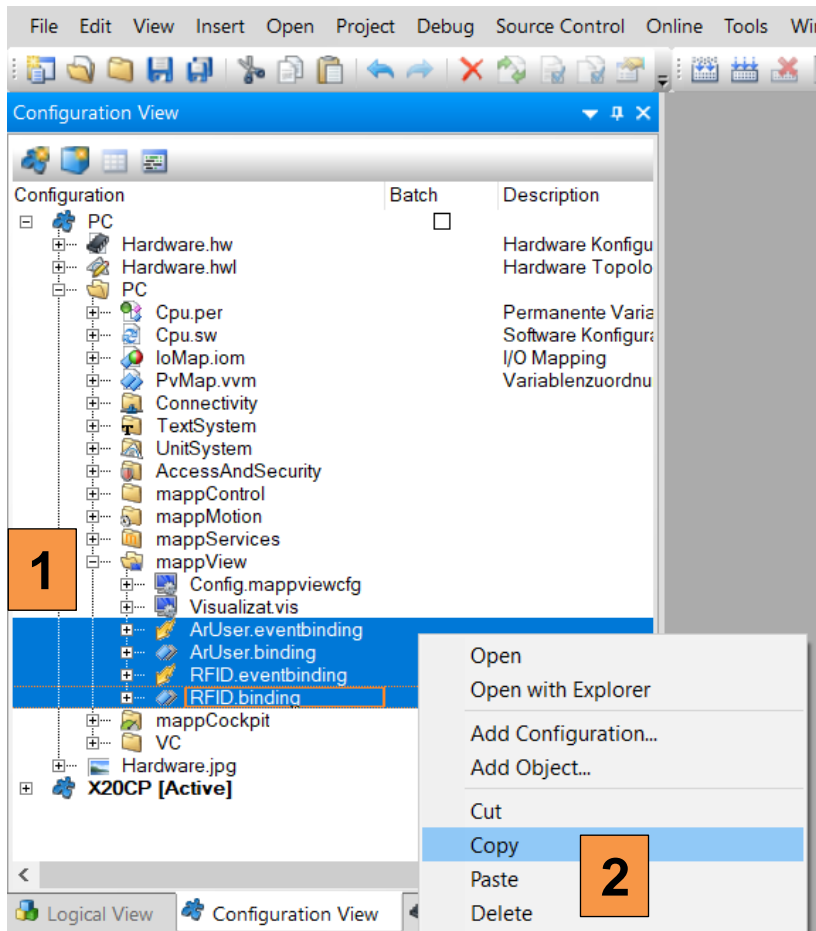 File Edit View Insert Open Project Debug Source Control Online Tools
Configuration View
Configuration Batch Description
PC
Hardware.hw Hardware Konfigu
Hardware.hwl Hardware Topolo
PC
Cpu.per Permanente Varia
Cpu.sw Software Konfigura
IoMap.iom I/O Mapping
PvMap.vvm Variablenzuordnu
Connectivity
TextSystem
UnitSystem
AccessAndSecurity
mappControl
mappMotion
mappServices
1
mappView
Config.mappviewcfg
Visualizat.vis
ArUser.eventbinding
ArUser.binding
RFID.eventbinding
RFID.binding
mappCockpit
VC
Hardware.jpg
X20CP [Active]
Open
Open with Explorer
Add Configuration...
Add Object...
Cut
Copy
Paste
2
Delete
Logical View Configuration View